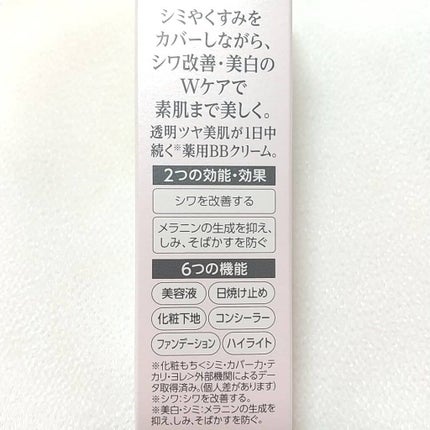 シミやくすみを
カバーしながら、
シワ改善・美白の
Wケアで
素肌まで美しく。
透明ツヤ美肌が1日中
続く※薬用BBクリーム。
2つの効能・効果
シワを改善する
メラニンの生成を抑え、
しみ、そばかすを防ぐ
6つの機能
美容液 日焼け止め
化粧下地 コンシーラー
ファンデーション ハイライト
※化粧もち<シミ・カバー力・テ
カリ・ヨレ>外部機関によるデー
タ取得済み。(個人差があります)
※シワ:シワを改善する。
※美白・シミ:メラニンの生成を
抑え、しみ、そばかすを防ぐ。